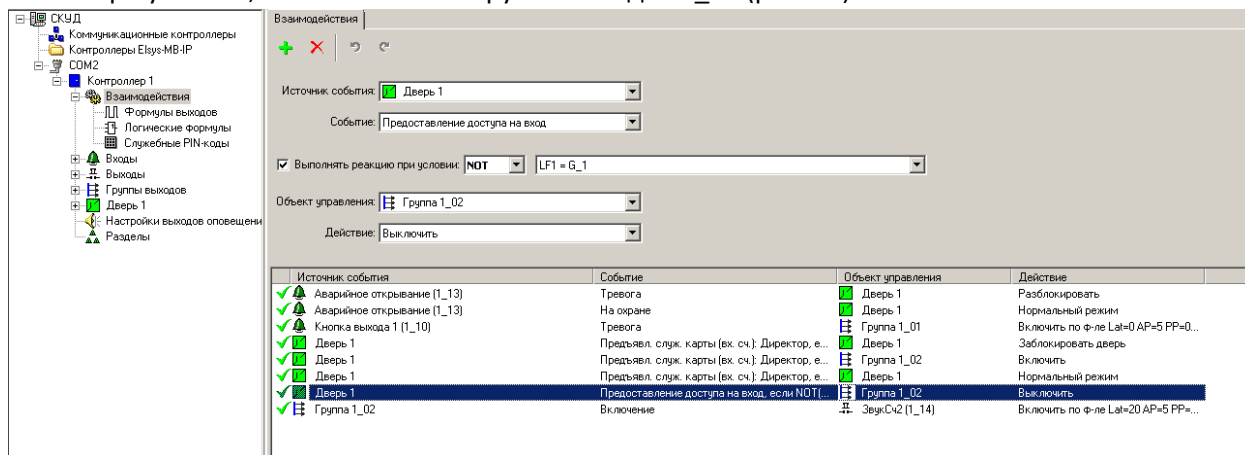 СКУД
Коммуникационные контроллеры
Контроллеры Elsys-MB-IP
COM2
Контроллер 1
Взаимодействия
Формулы выходов
Логические формулы
Служебные PIN-коды
Входы
Выходы
Группы выходов
Дверь 1
Настройки выходов оповещени
Разделы
Взаимодействия
Источник события: Дверь 1
Событие: Предоставление доступа на вход
Выполнять реакцию при условии: NOT LF1 = G_1
Объект управления: Группа 1_02
Действие: Выключить
Источник события Событие Объект управления Действие
Аварийное открывание (1_13) Тревога Дверь 1 Разблокировать
Аварийное открывание (1_13) На охране Дверь 1 Нормальный режим
Кнопка выхода 1 (1_10) Тревога Группа 1_01 Включить по ф-ле Lat=0 AP=5 PP=0...
Дверь 1 Предъявл. служ. карты (вх. сч.): Директор, е... Дверь 1 Заблокировать дверь
Дверь 1 Предъявл. служ. карты (вх. сч.): Директор, е... Группа 1_02 Включить
Дверь 1 Предъявл. служ. карты (вх. сч.): Директор, е... Дверь 1 Нормальный режим
Дверь 1 Предоставление доступа на вход, если NOT(... Группа 1_02 Выключить
Группа 1_02 Включение ЗвукСч2 (1_14) Включить по ф-ле Lat=20 AP=5 PP=...